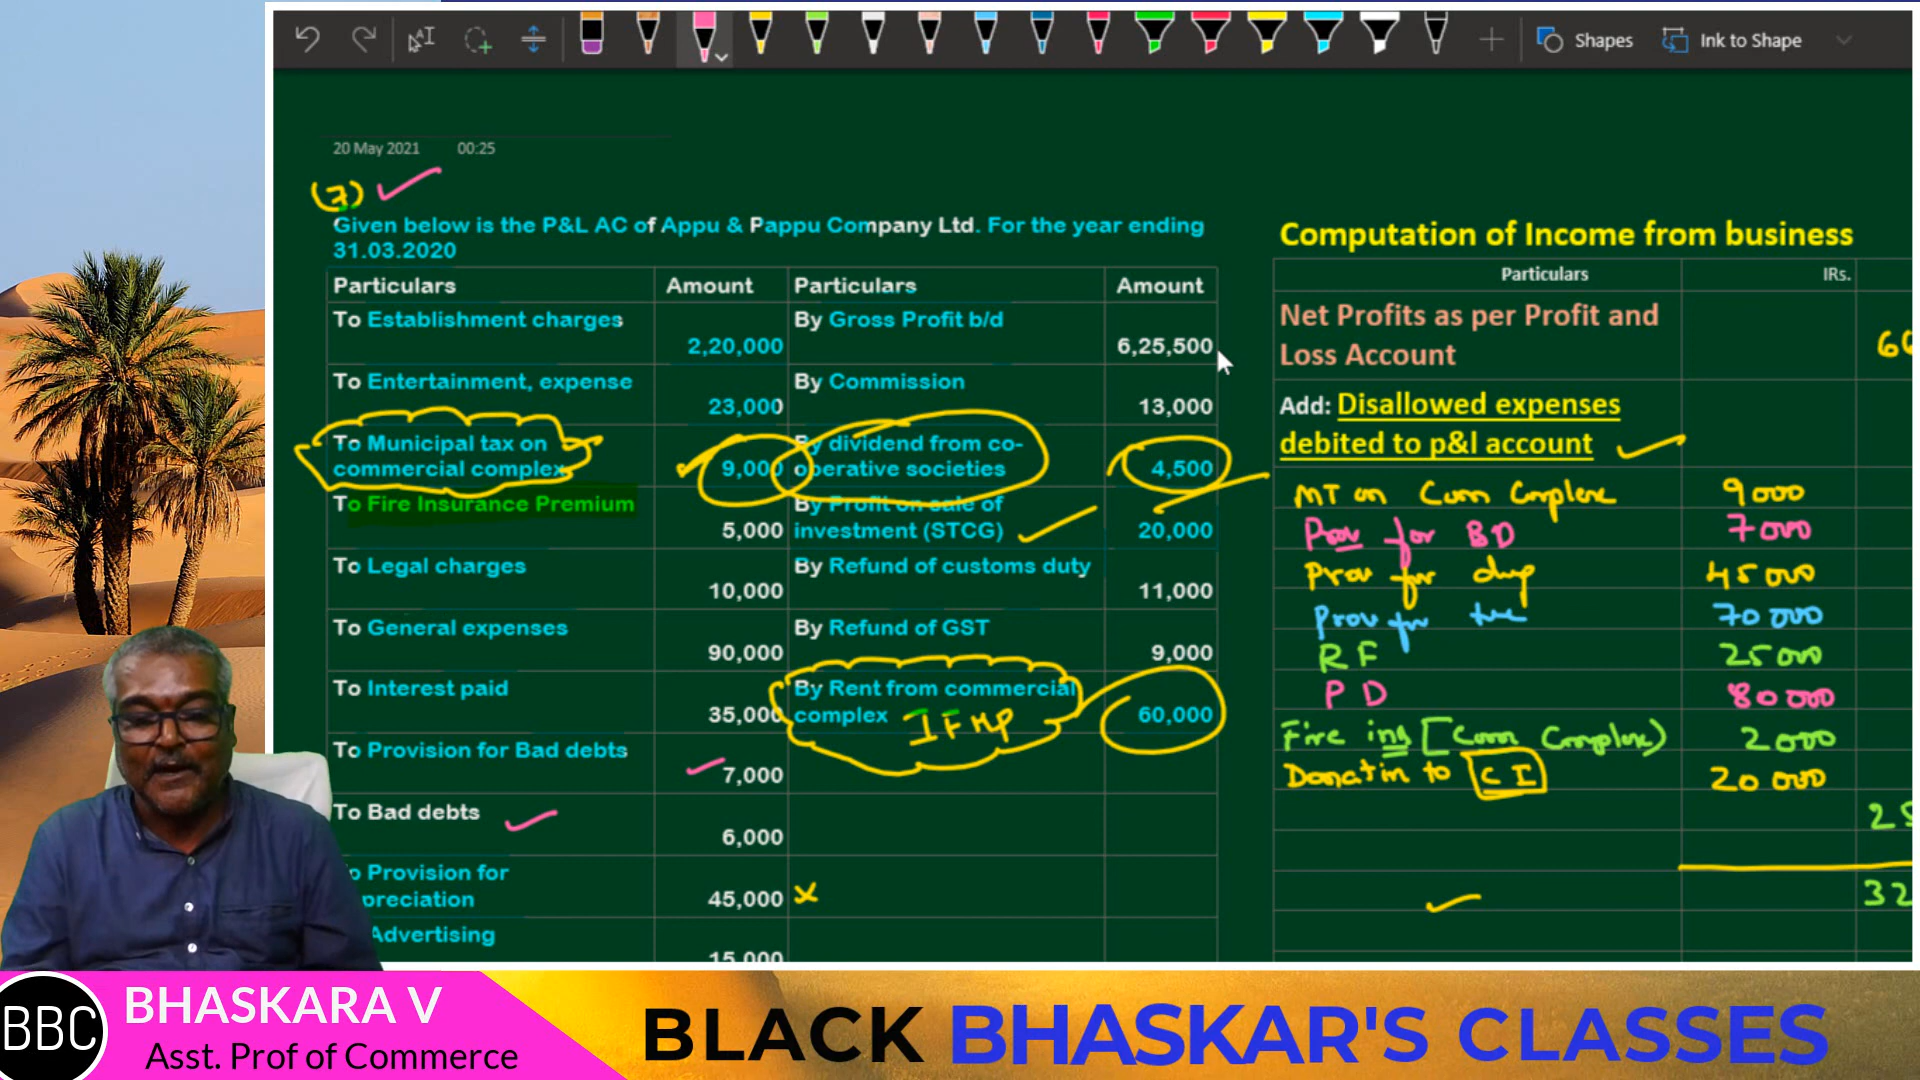 Shapes
Ink to Shape
20 May 2021 00:25
(7)
Given below is the P&L AC of Appu & Pappu Company Ltd. For the year ending
31.03.2020
Particulars Amount Particulars Amount
To Establishment charges 2,20,000 By Gross Profit b/d 6,25,500
To Entertainment, expense 23,000 By Commission 13,000
To Municipal tax on
commercial complex 9,000 By dividend from co-
operative societies 4,500
To Fire Insurance Premium 5,000 By Profit on sale of
investment (STCG) 20,000
To Legal charges 10,000 By Refund of customs duty 11,000
To General expenses 90,000 By Refund of GST 9,000
To Interest paid 35,000 By Rent from commercial
complex IFHP 60,000
To Provision for Bad debts 7,000
To Bad debts 6,000
o Provision for
preciation 45,000 x
Advertising 15,000
Computation of Income from business
Particulars IRs.
Net Profits as per Profit and
Loss Account
Add: Disallowed expenses
debited to p&l account
MT on Com Complex 9000
Prov for BD 7000
Prov for dep 45000
Prov for tax 70000
RF 25000
PD 80000
Fire ins [Com Complex) 2000
Donation to CI 20000
32
BBC
BHASKARA V
Asst. Prof of Commerce
BLACK BHASKAR'S CLASSES